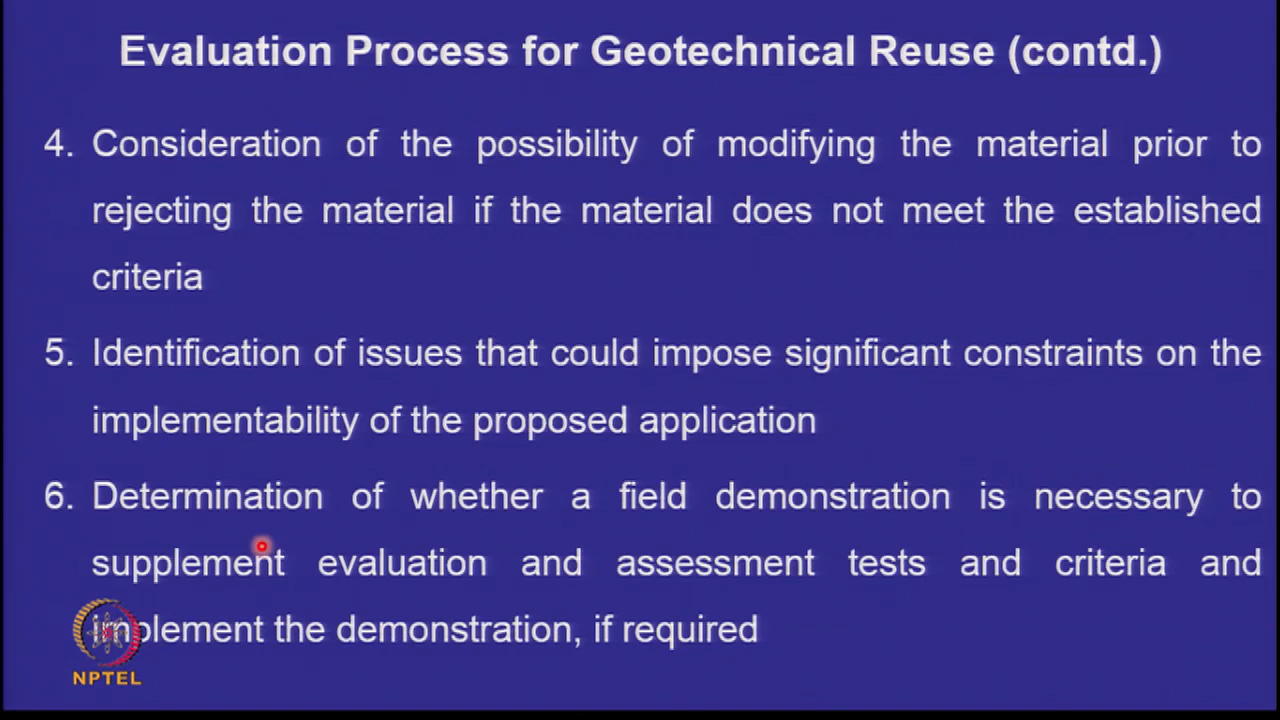 Evaluation Process for Geotechnical Reuse (contd.)
4. Consideration of the possibility of modifying the material prior to
rejecting the material if the material does not meet the established
criteria
5. Identification of issues that could impose significant constraints on the
implementability of the proposed application
6. Determination of whether a field demonstration is necessary to
supplement evaluation and assessment tests and criteria and
implement the demonstration, if required
NPTEL